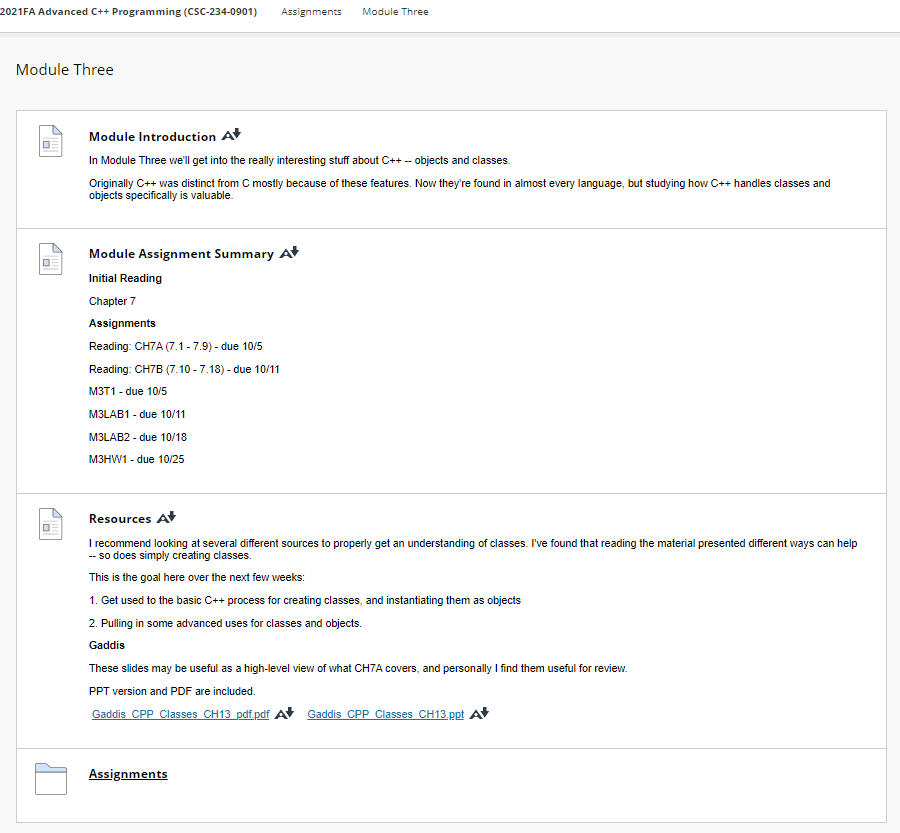 2021FA Advanced C++ Programming (CSC-234-0901) Assignments Module Three
Module Three
Module Introduction
In Module Three we'll get into the really interesting stuff about C++ -- objects and classes.
Originally C++ was distinct from C mostly because of these features. Now they're found in almost every language, but studying how C++ handles classes and
objects specifically is valuable.
Module Assignment Summary
Initial Reading
Chapter 7
Assignments
Reading: CH7A (7.1 - 7.9) - due 10/5
Reading: CH7B (7.10 - 7.18) - due 10/11
M3T1 - due 10/5
M3LAB1 - due 10/11
M3LAB2 - due 10/18
M3HW1 - due 10/25
Resources
I recommend looking at several different sources to properly get an understanding of classes. I've found that reading the material presented different ways can help
-- so does simply creating classes.
This is the goal here over the next few weeks:
1. Get used to the basic C++ process for creating classes, and instantiating them as objects
2. Pulling in some advanced uses for classes and objects.
Gaddis
These slides may be useful as a high-level view of what CH7A covers, and personally I find them useful for review.
PPT version and PDF are included.
Gaddis_CPP_Classes_CH13_pdf.pdf Gaddis_CPP_Classes_CH13.ppt
Assignments